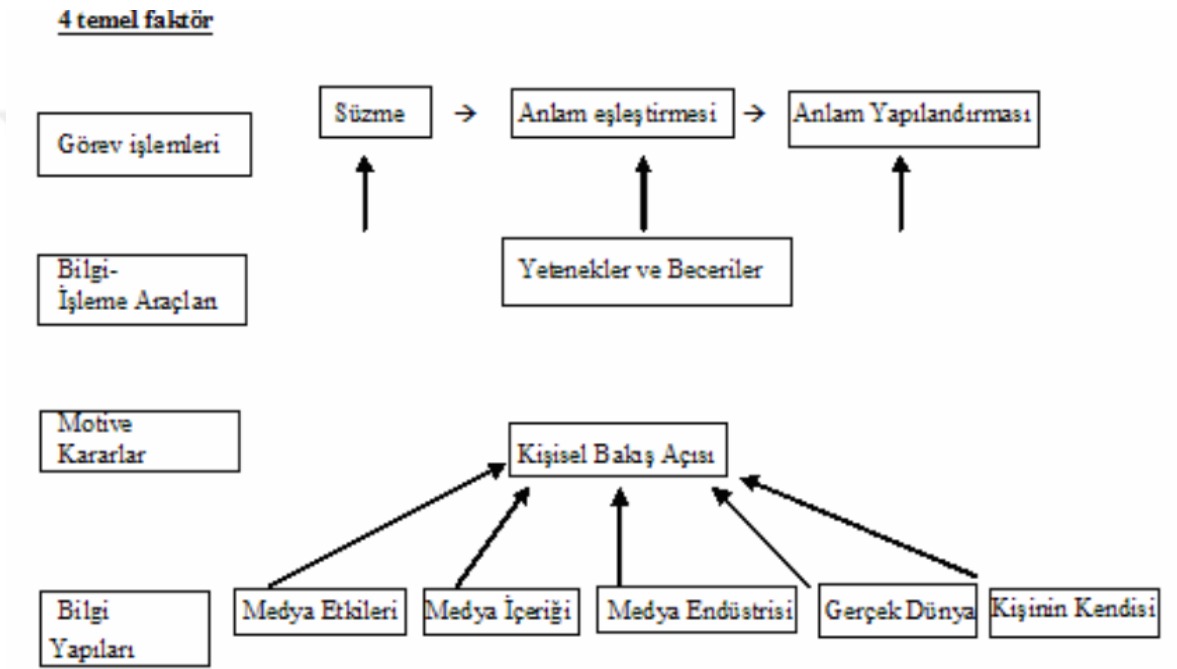 4 temel faktör
Süzme → Anlam eşleştirmesi → Anlam Yapılandırması
Görev işlemleri
Bilgi-
İşleme Araçları
Yetenekler ve Beceriler
Motive
Kararlar
Kişisel Bakış Açısı
Bilgi
Yapıları
Medya Etkileri
Medya İçeriği
Medya Endüstrisi
Gerçek Dünya
Kişinin Kendisi